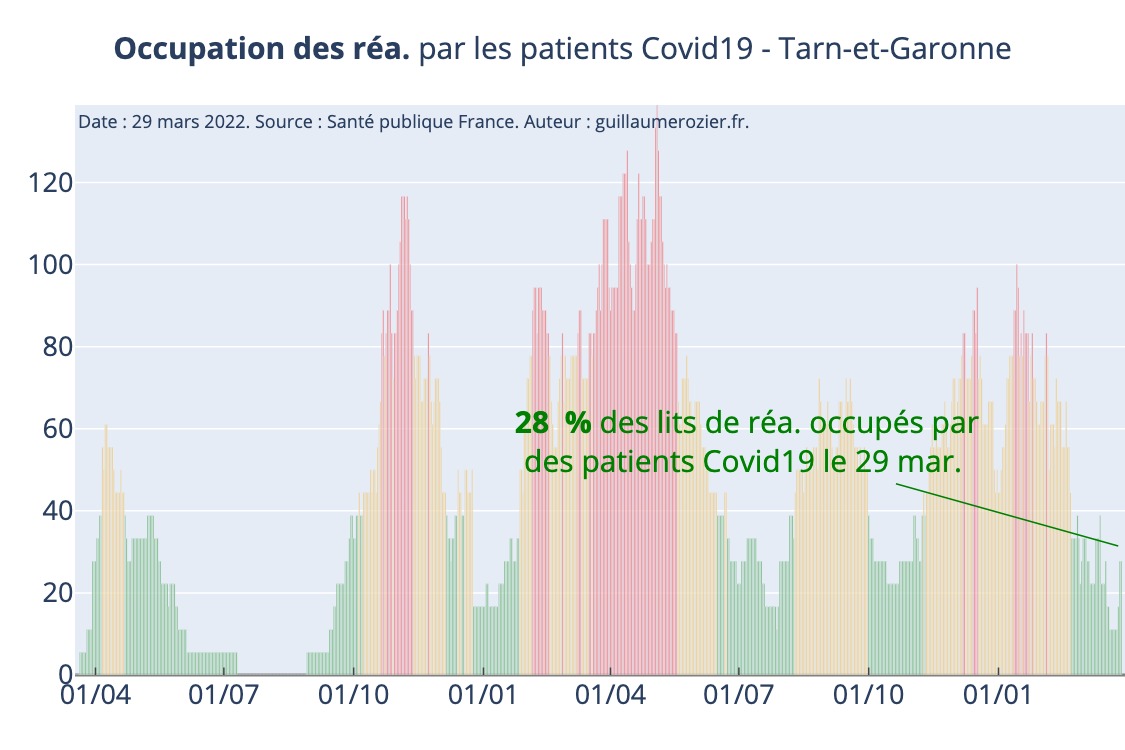 Occupation des réa. par les patients Covid19 - Tarn-et-Garonne
Date : 29 mars 2022. Source : Santé publique France. Auteur : guillaumerozier.fr.
120
100
80
60
40
20
0
28 % des lits de réa. occupés par
des patients Covid19 le 29 mar.
01/04 01/07 01/10 01/01 01/04 01/07 01/10 01/01